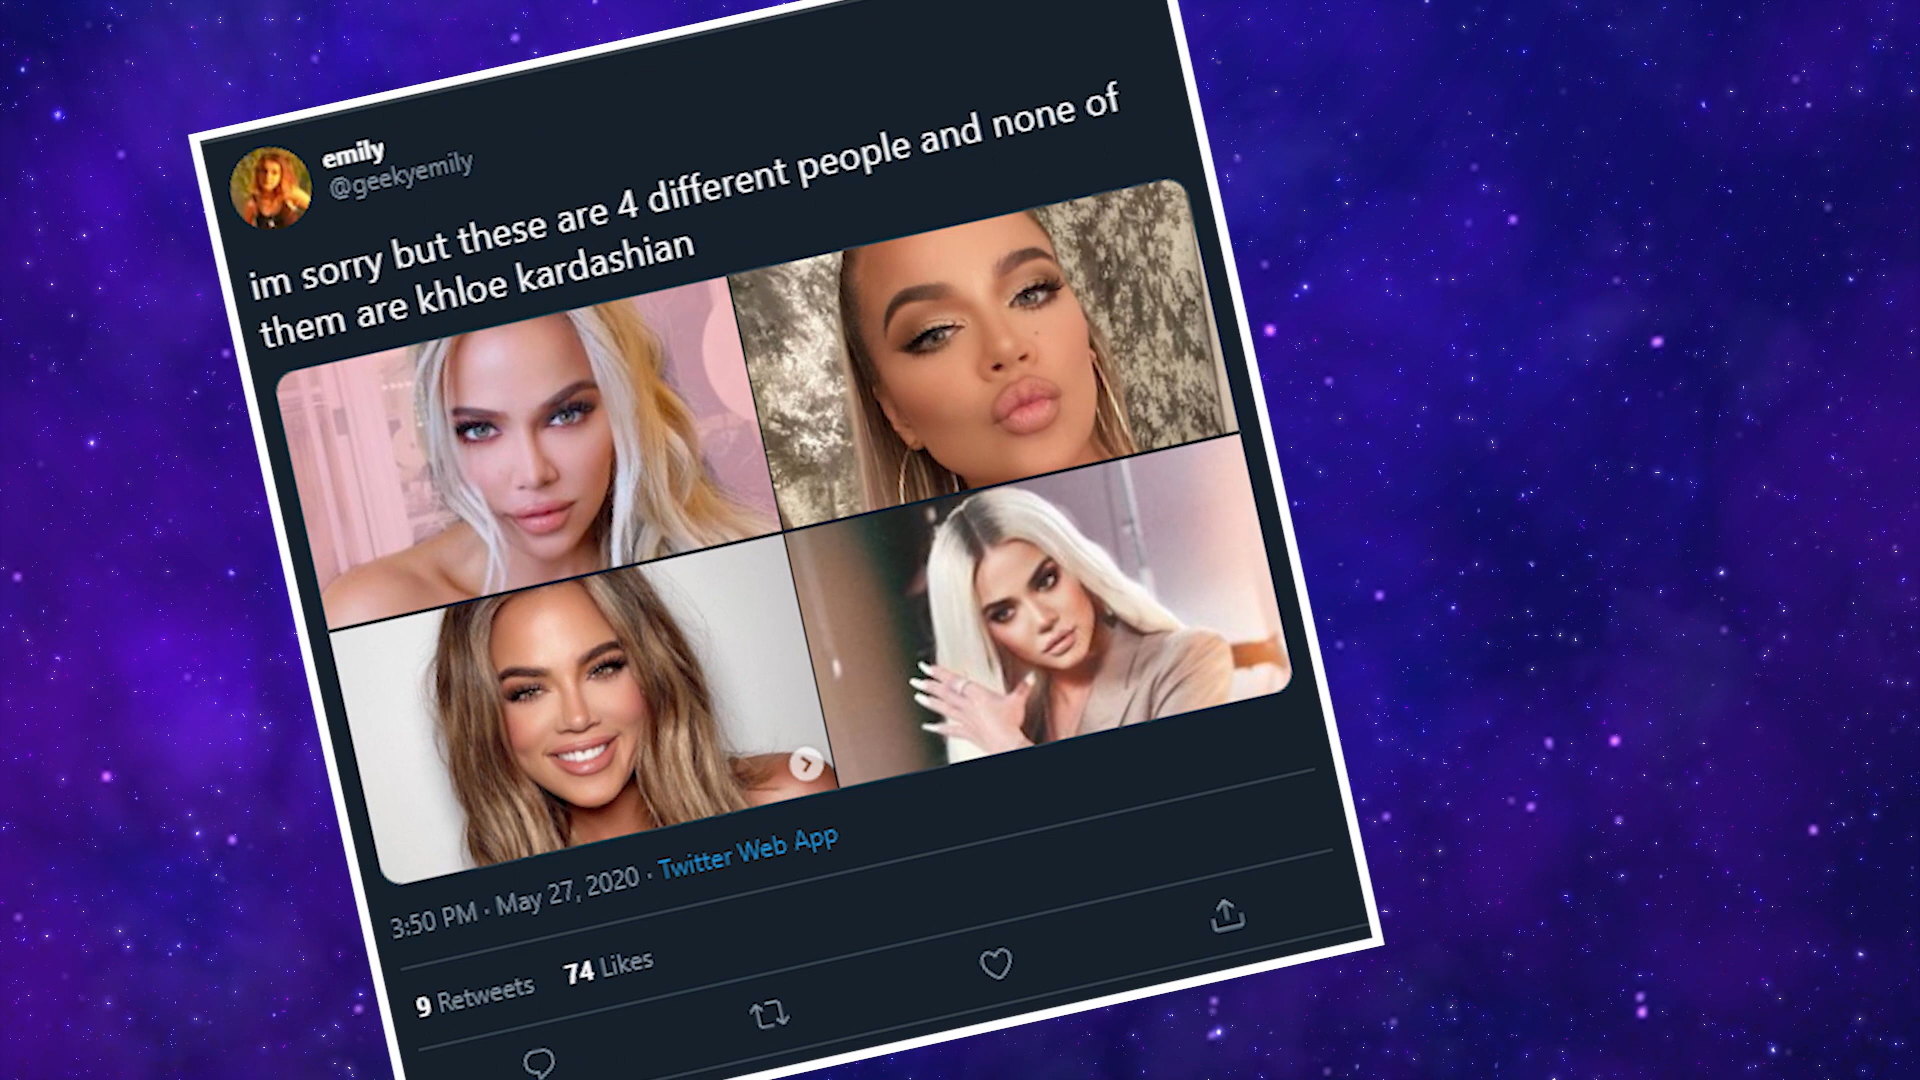 emily
@geekyemily
im sorry but these are 4 different people and none of
them are khloe kardashian
3:50 PM · May 27, 2020 · Twitter Web App
9 Retweets 74 Likes